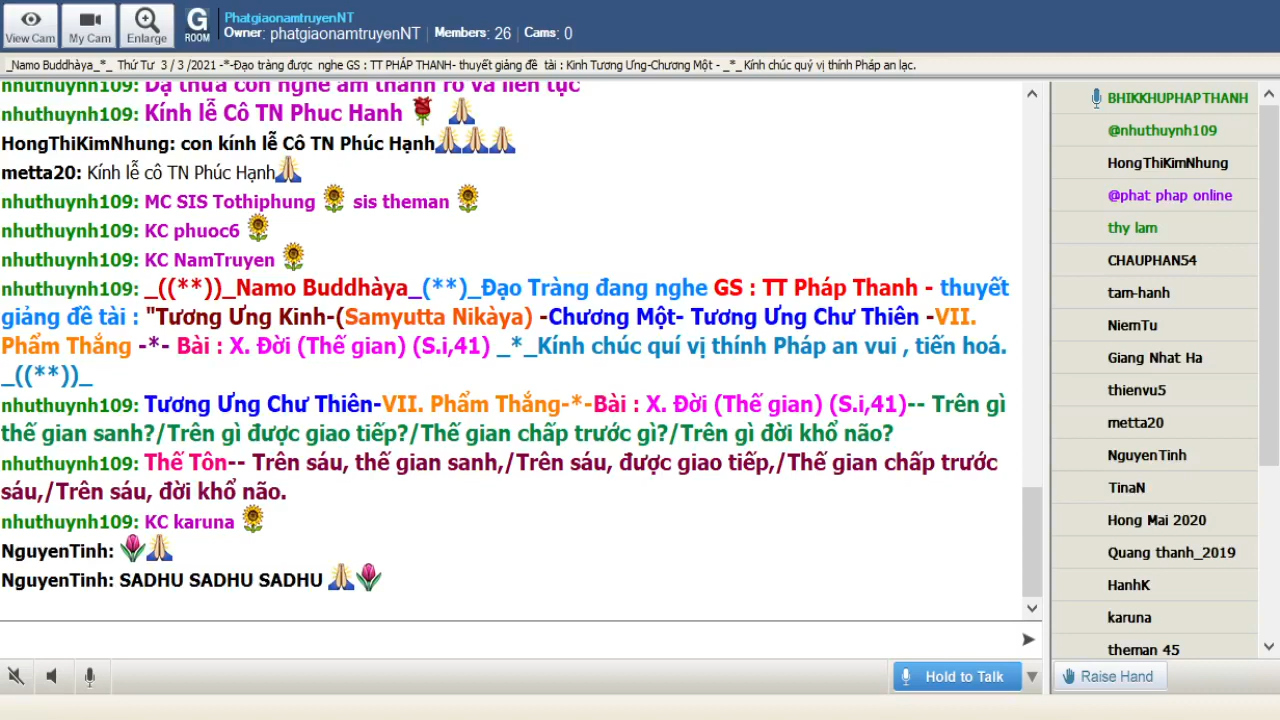 View Cam
My Cam
Enlarge
G
ROOM
PhatgiaonamtruyenNT
Owner: phatgiaonamtruyenNT | Members: 26 | Cams: 0
_Namo Buddhàya_*_ Thứ Tư 3 / 3 /2021 -*-Đạo tràng được nghe GS : TT PHÁP THANH- thuyết giảng đề tài : Kinh Tương Ưng-Chương Một - _*_ Kính chúc quý vị thính Pháp an lạc.
nhuthuynh109: Dạ thưa con nghe âm thanh rõ và liên tục
nhuthuynh109: Kính lễ Cô TN Phuc Hanh
HongThiKimNhung: con kính lễ Cô TN Phúc Hạnh
metta20: Kính lễ cô TN Phúc Hạnh
nhuthuynh109: MC SIS Tothiphung sis theman
nhuthuynh109: KC phuoc6
nhuthuynh109: KC NamTruyen
nhuthuynh109: _((**))_Namo Buddhàya_(**)_Đạo Tràng đang nghe GS : TT Pháp Thanh - thuyết
giảng đề tài : "Tương Ưng Kinh-(Samyutta Nikàya) -Chương Một- Tương Ưng Chư Thiên -VII.
Phẩm Thắng -*- Bài : X. Đời (Thế gian) (S.i,41) _*_Kính chúc quí vị thính Pháp an vui , tiến hoá.
_((**))_
nhuthuynh109: Tương Ưng Chư Thiên-VII. Phẩm Thắng-*-Bài : X. Đời (Thế gian) (S.i,41)-- Trên gì
thế gian sanh?/Trên gì được giao tiếp?/Thế gian chấp trước gì?/Trên gì đời khổ não?
nhuthuynh109: Thế Tôn-- Trên sáu, thế gian sanh,/Trên sáu, được giao tiếp,/Thế gian chấp trước
sáu,/Trên sáu, đời khổ não.
nhuthuynh109: KC karuna
NguyenTinh:
NguyenTinh: SADHU SADHU SADHU
BHIKKHUPHAPTHANH
@nhuthuynh109
HongThiKimNhung
@phat phap online
thy lam
CHAUPHAN54
tam-hanh
NiemTu
Giang Nhat Ha
thienvu5
metta20
NguyenTinh
TinaN
Hong Mai 2020
Quang thanh_2019
HanhK
karuna
theman 45
Hold to Talk
Raise Hand